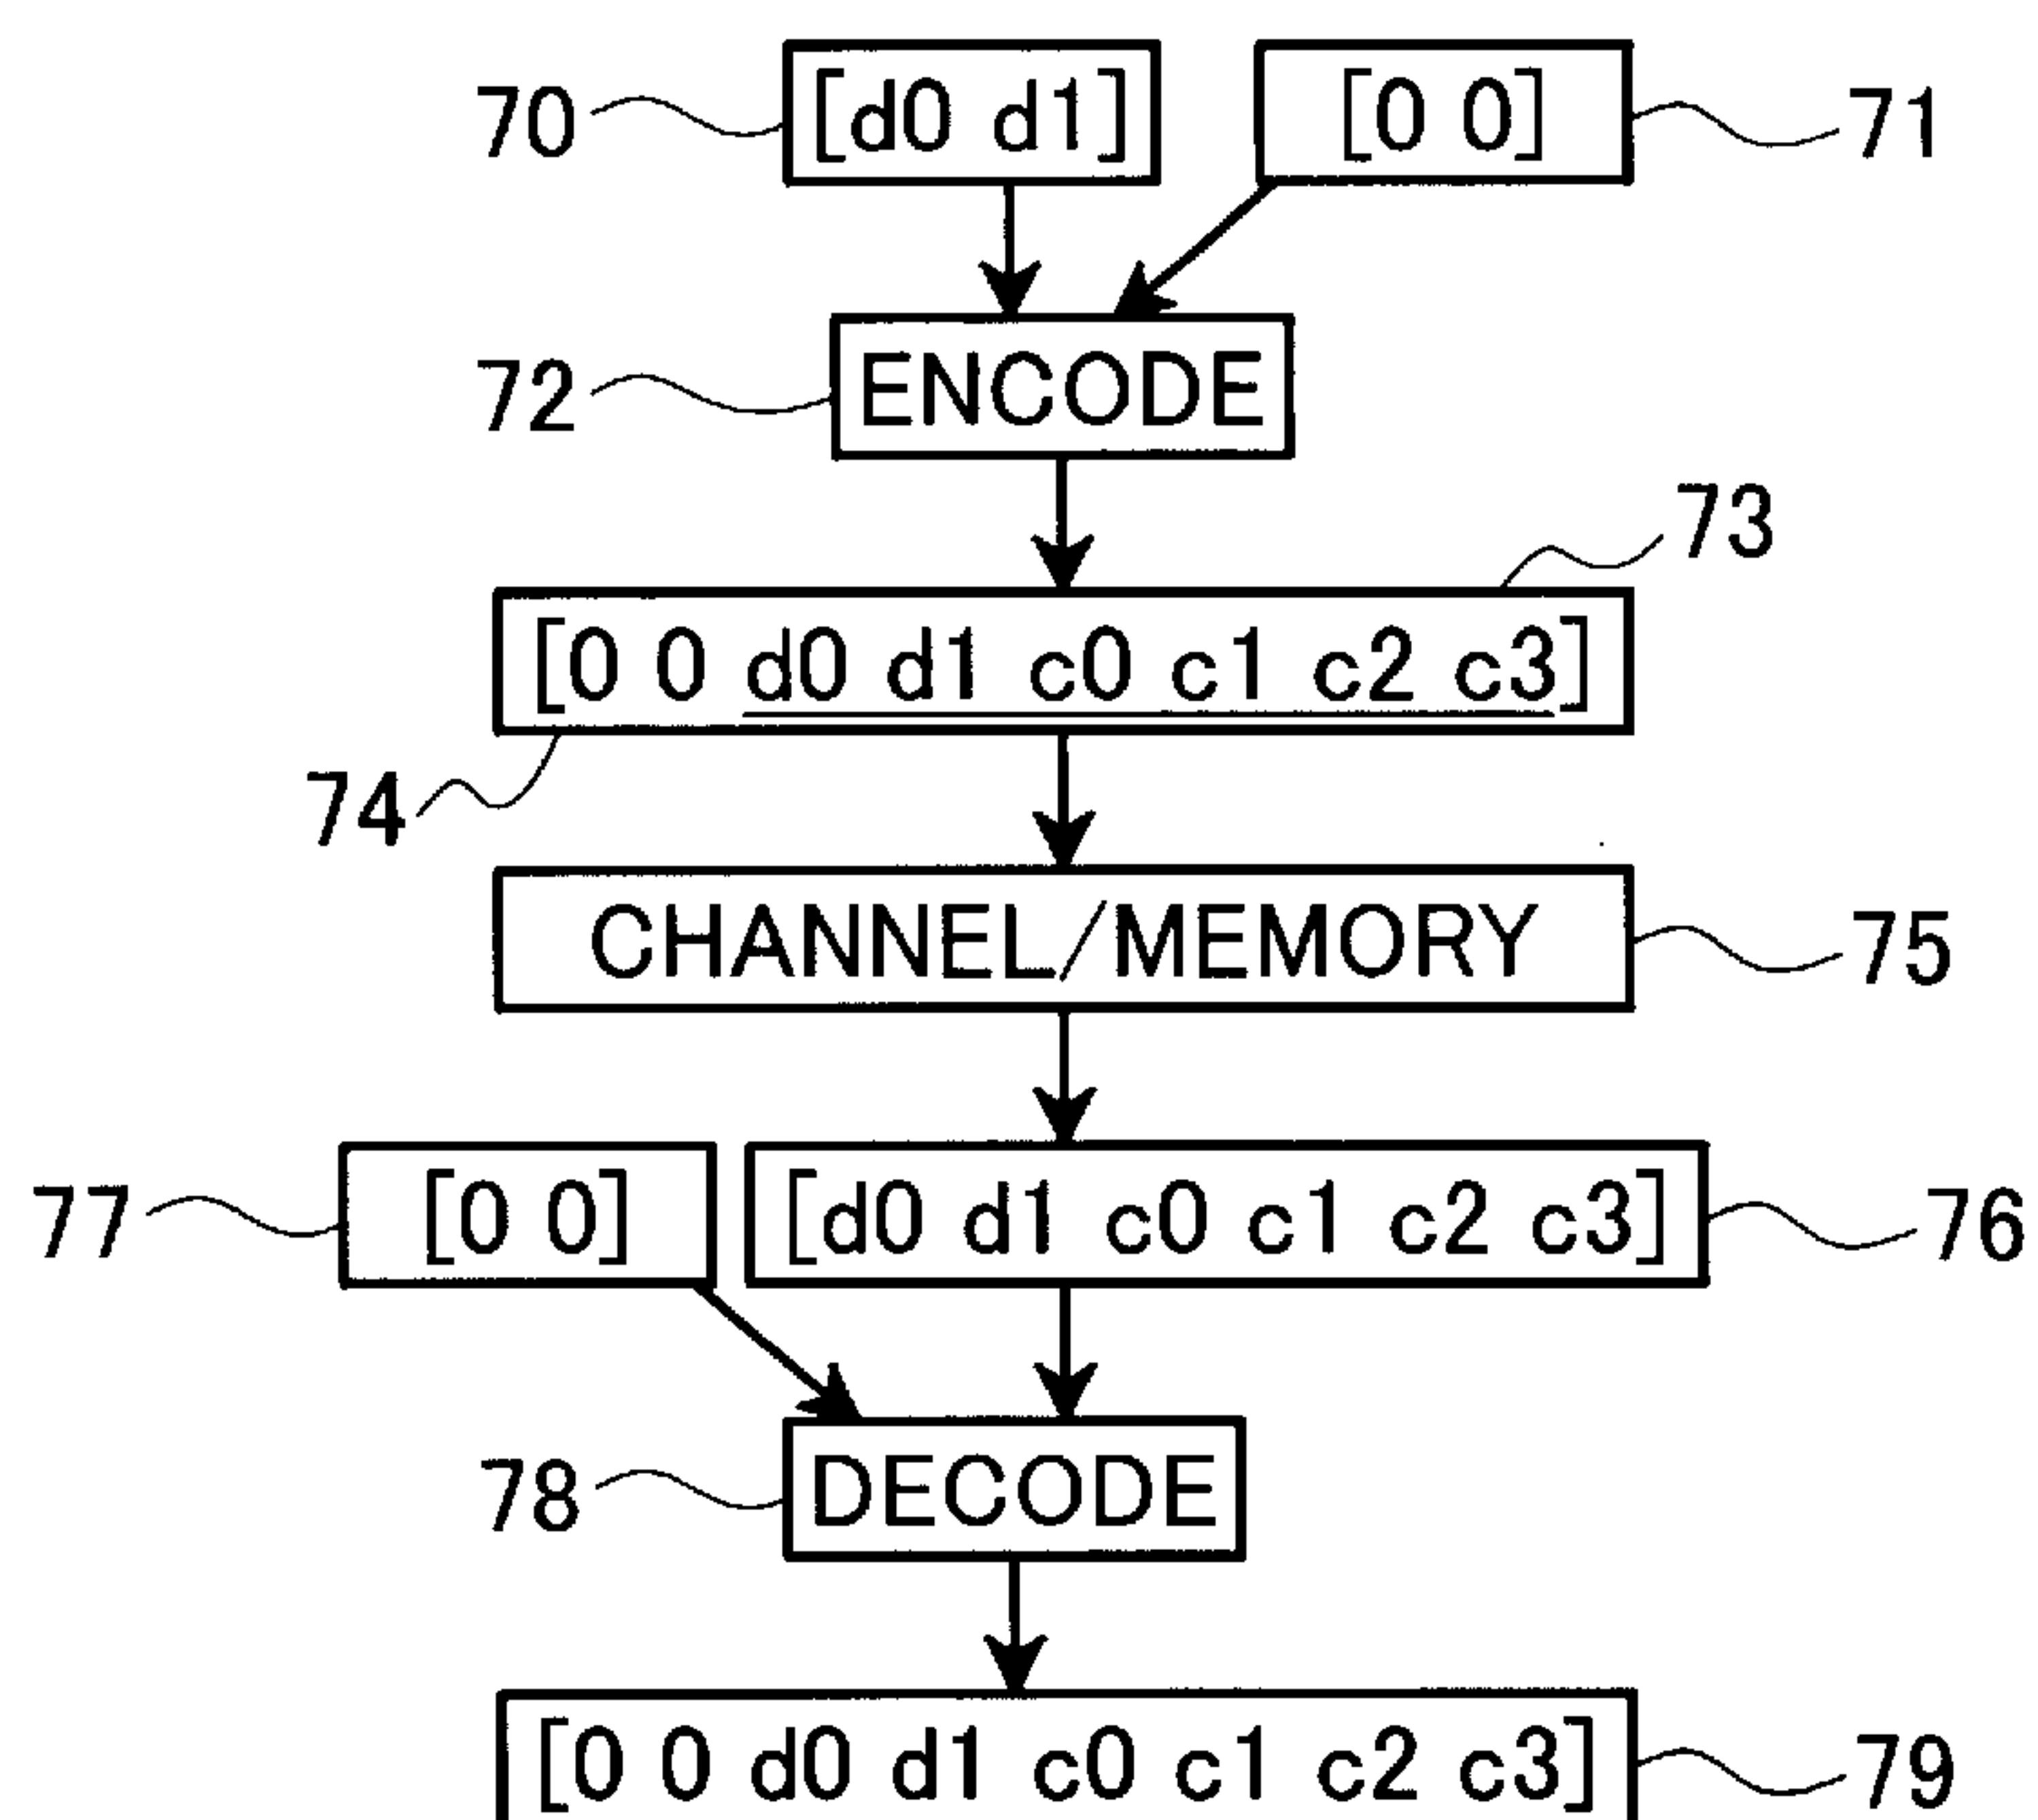 70 [d0 d1] [0 0] 71
72 ENCODE
73
[0 0 d0 d1 c0 c1 c2 c3]
74
CHANNEL/MEMORY 75
77 [0 0] [d0 d1 c0 c1 c2 c3] 76
78 DECODE
[0 0 d0 d1 c0 c1 c2 c3] 79